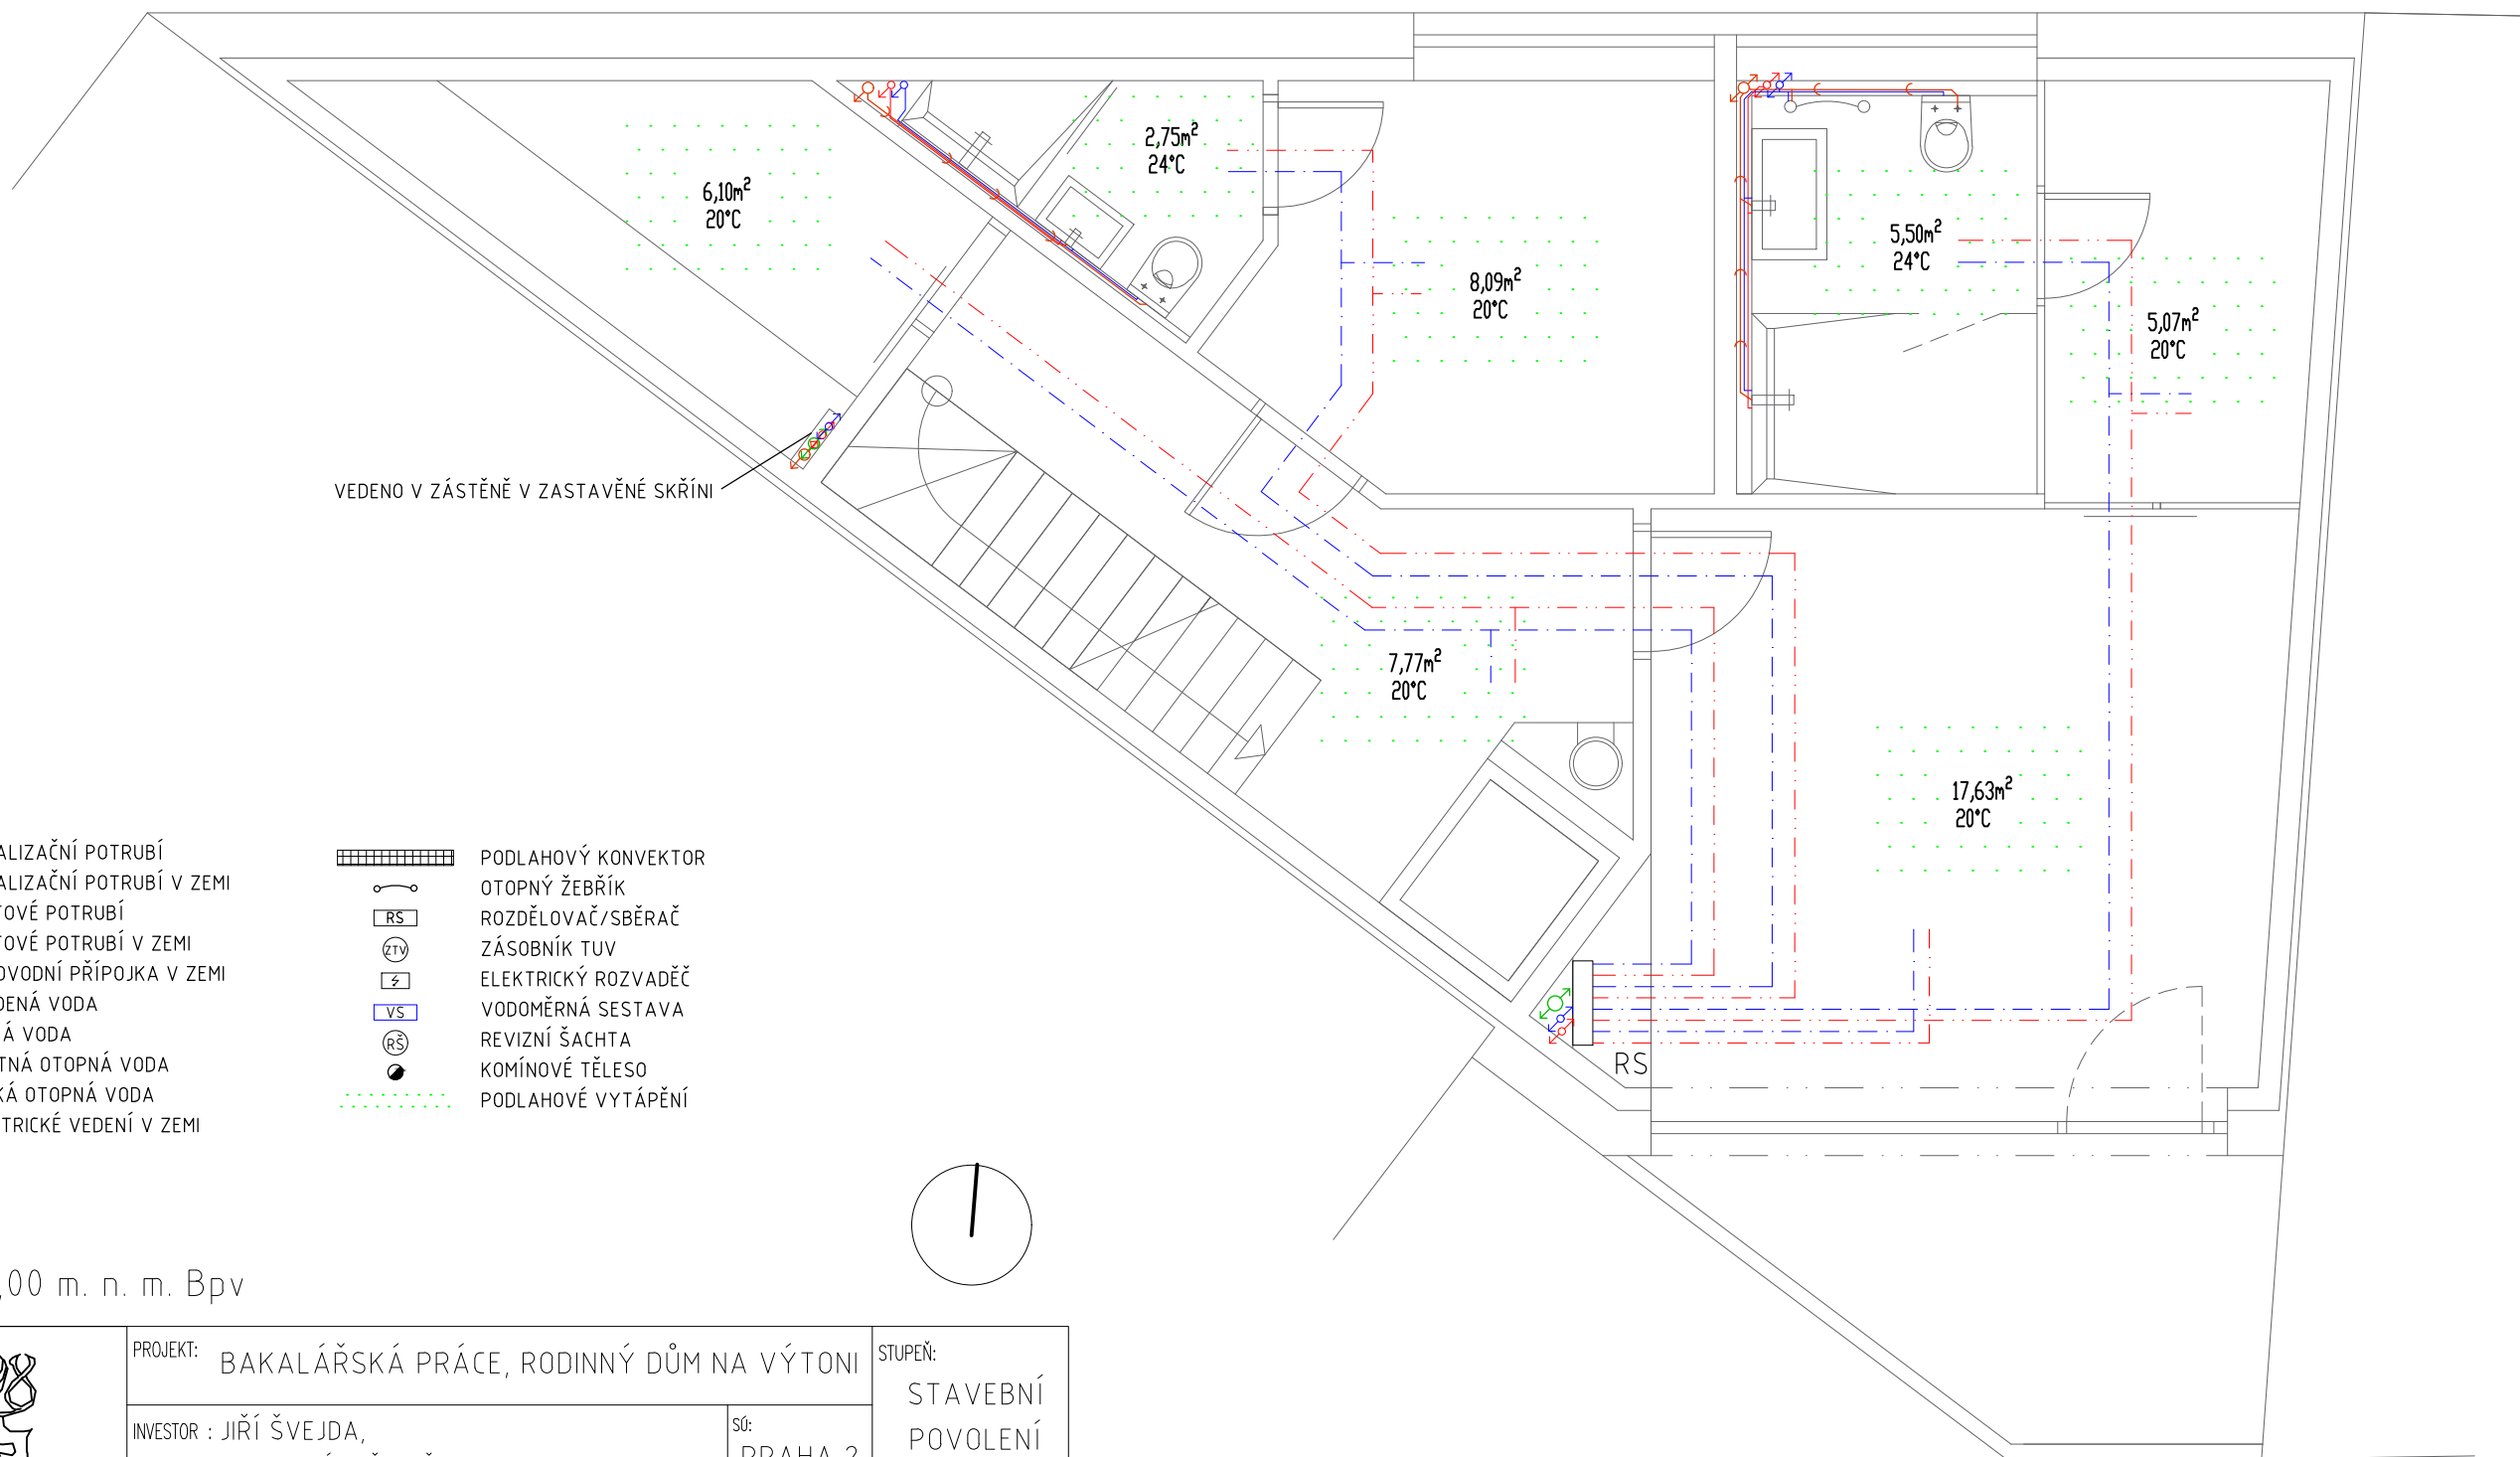 2,75m²
24°C
6,10m²
20°C
8,09m²
20°C
5,50m²
24°C
5,07m²
20°C
VEDENO V ZÁSTĚNĚ V ZASTAVĚNÉ SKŘÍNI
7,77m²
20°C
17,63m²
20°C
RS
ALIZAČNÍ POTRUBÍ
ALIZAČNÍ POTRUBÍ V ZEMI
TOVÉ POTRUBÍ
TOVÉ POTRUBÍ V ZEMI
OVODNÍ PŘÍPOJKA V ZEMI
DENÁ VODA
Á VODA
TNÁ OTOPNÁ VODA
KÁ OTOPNÁ VODA
TRICKÉ VEDENÍ V ZEMI
PODLAHOVÝ KONVEKTOR
OTOPNÝ ŽEBŘÍK
RS ROZDĚLOVAČ/SBĚRAČ
ZTV ZÁSOBNÍK TUV
ELEKTRICKÝ ROZVADĚČ
VS VODOMĚRNÁ SESTAVA
RŠ REVIZNÍ ŠACHTA
KOMÍNOVÉ TĚLESO
PODLAHOVÉ VYTÁPĚNÍ
,00 m. n. m. Bpv
PROJEKT: BAKALÁŘSKÁ PRÁCE, RODINNÝ DŮM NA VÝTONI
STUPEŇ:
STAVEBNÍ
POVOLENÍ
INVESTOR : JIŘÍ ŠVEJDA,
SÚ:
PRAHA 2